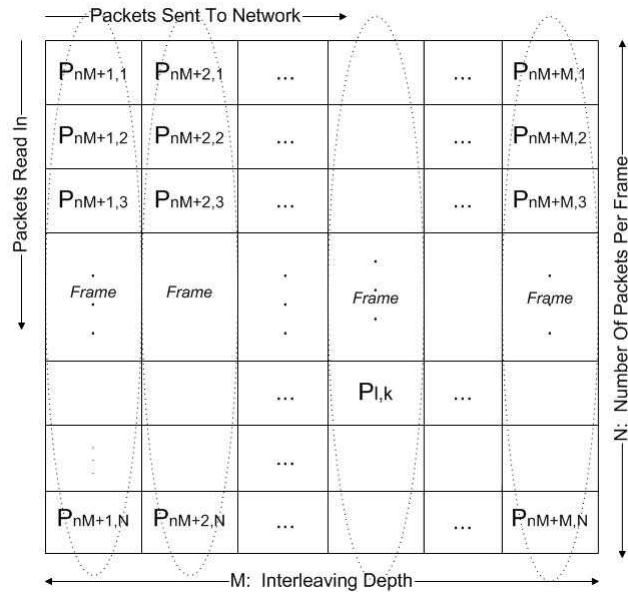 Packets Sent To Network
Packets Read In
PnM+1,1 PnM+2,1 ... ... PnM+M,1
PnM+1,2 PnM+2,2 ... ... PnM+M,2
PnM+1,3 PnM+2,3 ... ... PnM+M,3
Frame Frame Frame Frame
... Pl,k ...
...
PnM+1,N PnM+2,N ... ... PnM+M,N
M: Interleaving Depth
N: Number Of Packets Per Frame